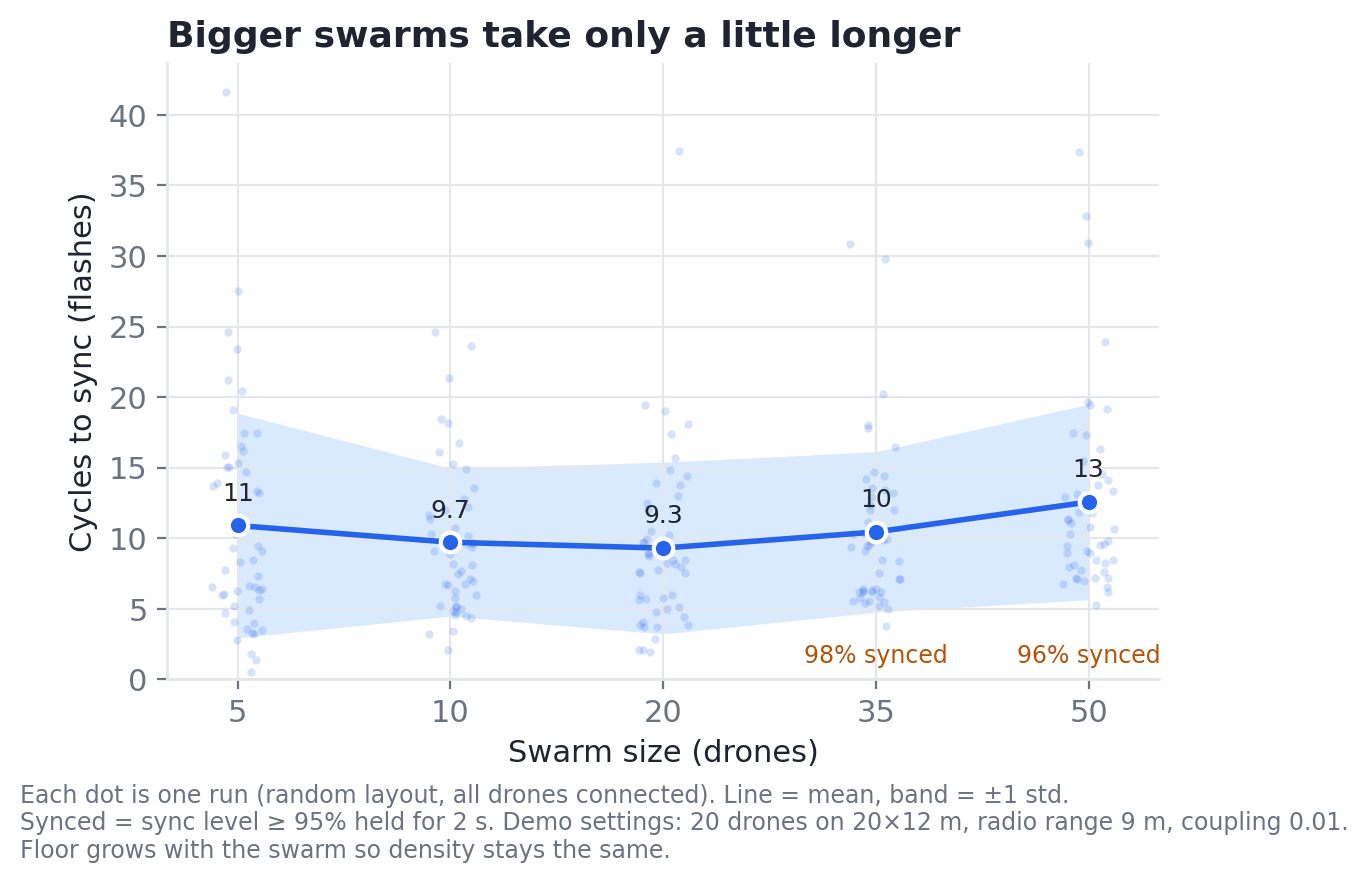 Bigger swarms take only a little longer
Cycles to sync (flashes)
40
35
30
25
20
15
10
5
0
11
9.7
9.3
10
13
98% synced
96% synced
5
10
20
35
50
Swarm size (drones)
Each dot is one run (random layout, all drones connected). Line = mean, band = ±1 std.
Synced = sync level ≥ 95% held for 2 s. Demo settings: 20 drones on 20×12 m, radio range 9 m, coupling 0.01.
Floor grows with the swarm so density stays the same.